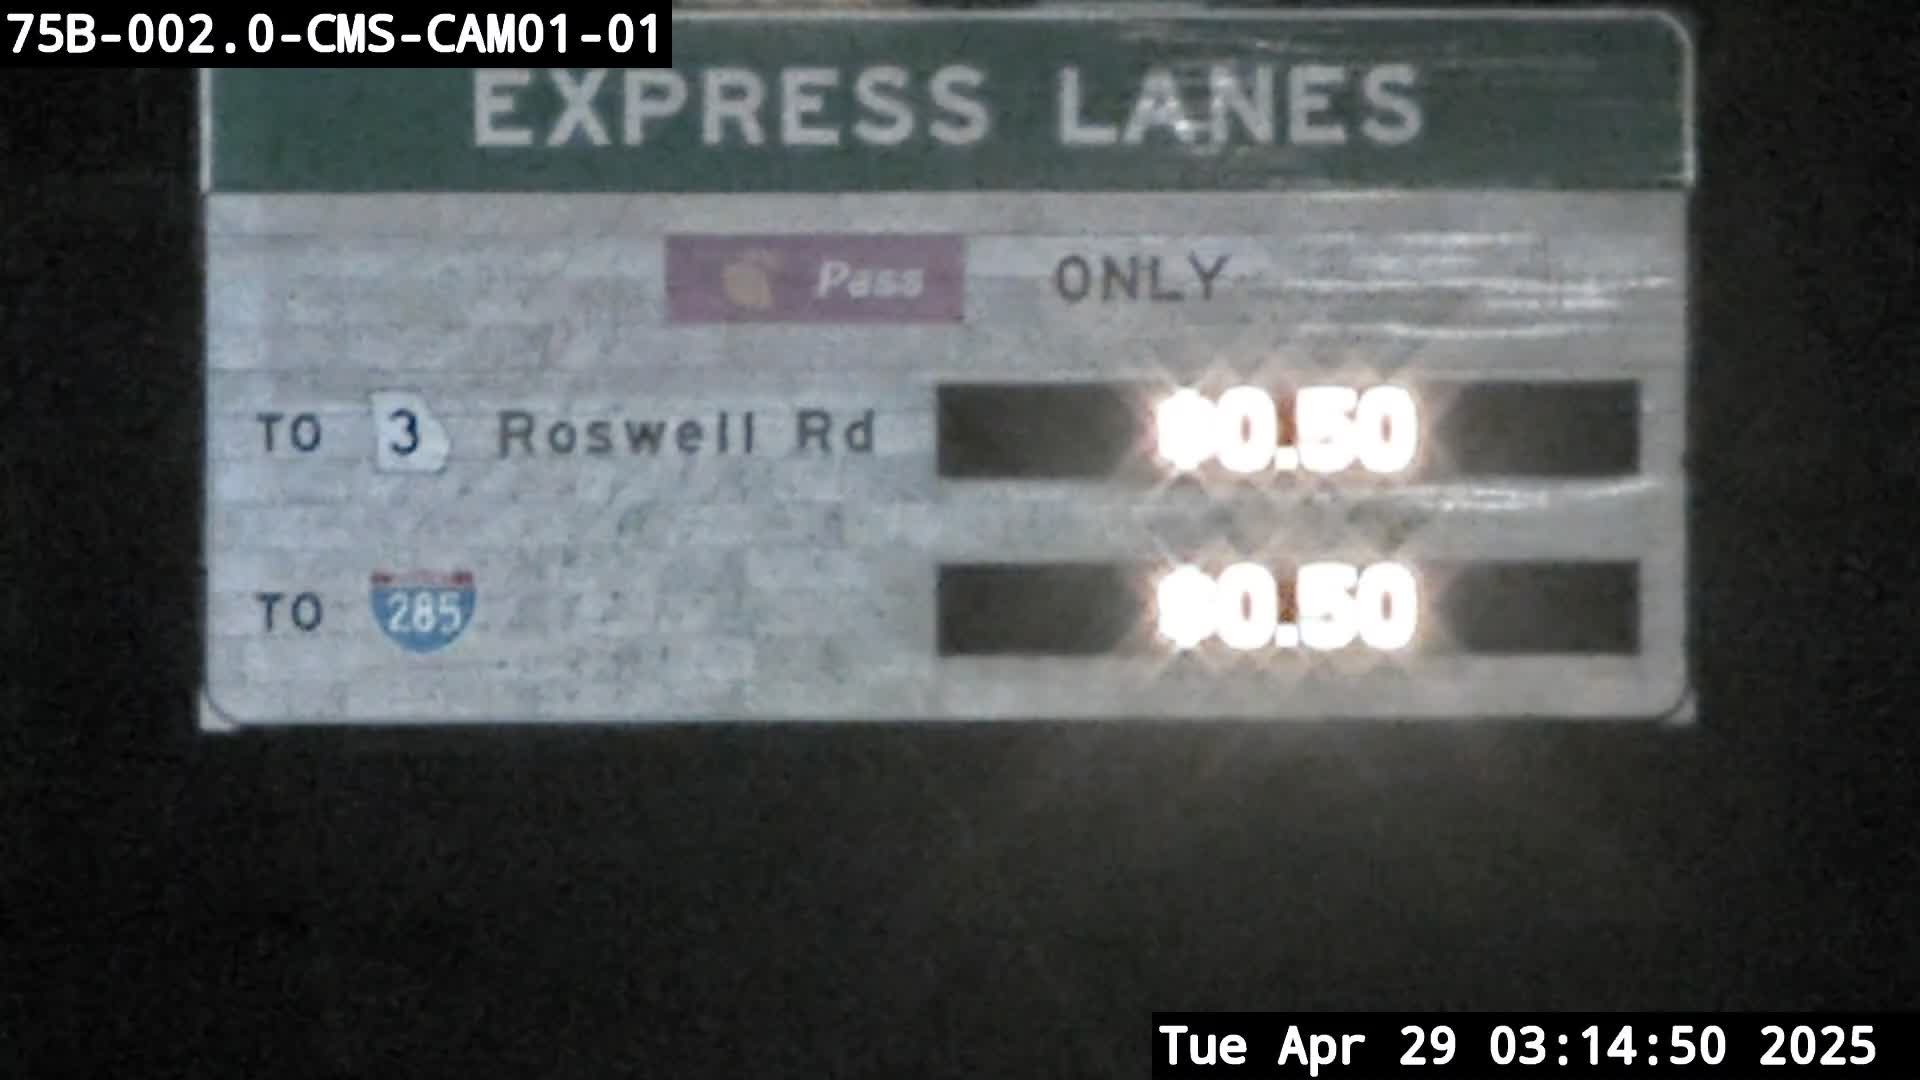 75B-002.0-CMS-CAM01-01
EXPRESS LANES
Pass ONLY
TO 3 Roswell Rd $0.50
TO 285 $0.50
Tue Apr 29 03:14:50 2025